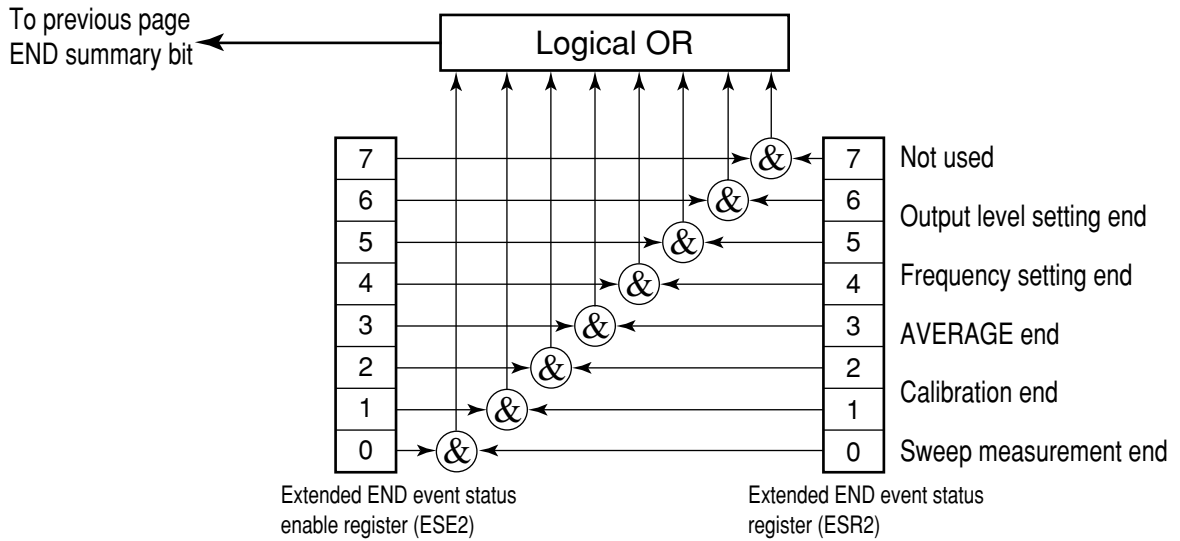 To previous page
END summary bit
Logical OR
7 & 7 Not used
6 & 6
Output level setting end
5 & 5
Frequency setting end
4 & 4
3 & 3 AVERAGE end
2 & 2
Calibration end
1 & 1
0 & 0 Sweep measurement end
Extended END event status
enable register (ESE2)
Extended END event status
register (ESR2)